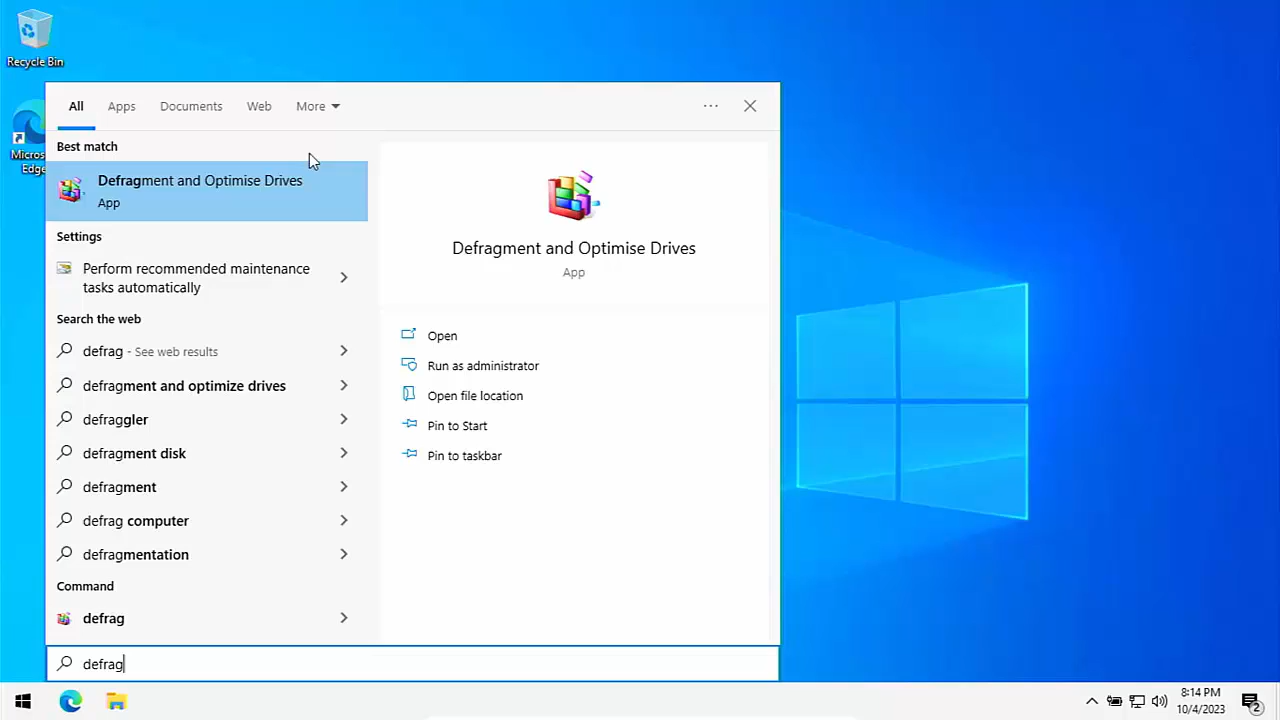 Recycle Bin
Micros
Edge
All Apps Documents Web More
Best match
Defragment and Optimise Drives
App
Settings
Perform recommended maintenance
tasks automatically
Search the web
defrag - See web results
defragment and optimize drives
defraggler
defragment disk
defragment
defrag computer
defragmentation
Command
defrag
defrag
Defragment and Optimise Drives
App
Open
Run as administrator
Open file location
Pin to Start
Pin to taskbar
8:14 PM
10/4/2023
2